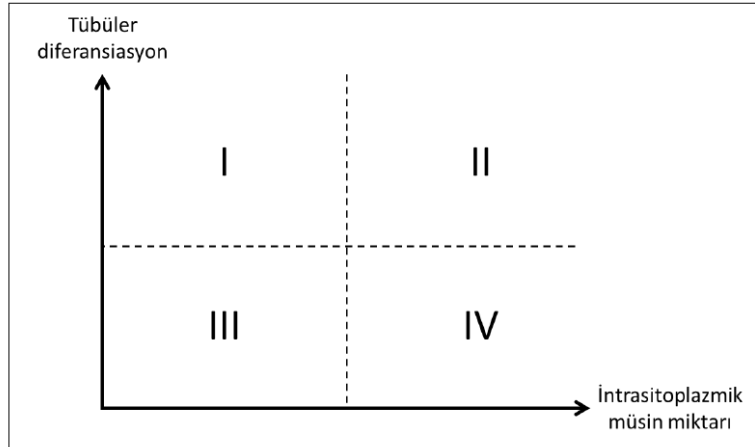 Tübüler
diferansiasyon
I
II
III
IV
İntrasitoplazmik
müsin miktarı